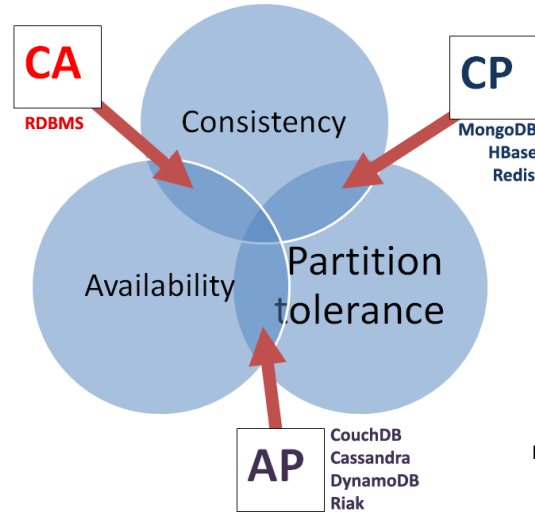 CA
RDBMS
Consistency
CP
MongoDB
HBase
Redis
Availability
Partition
tolerance
AP
CouchDB
Cassandra
DynamoDB
Riak